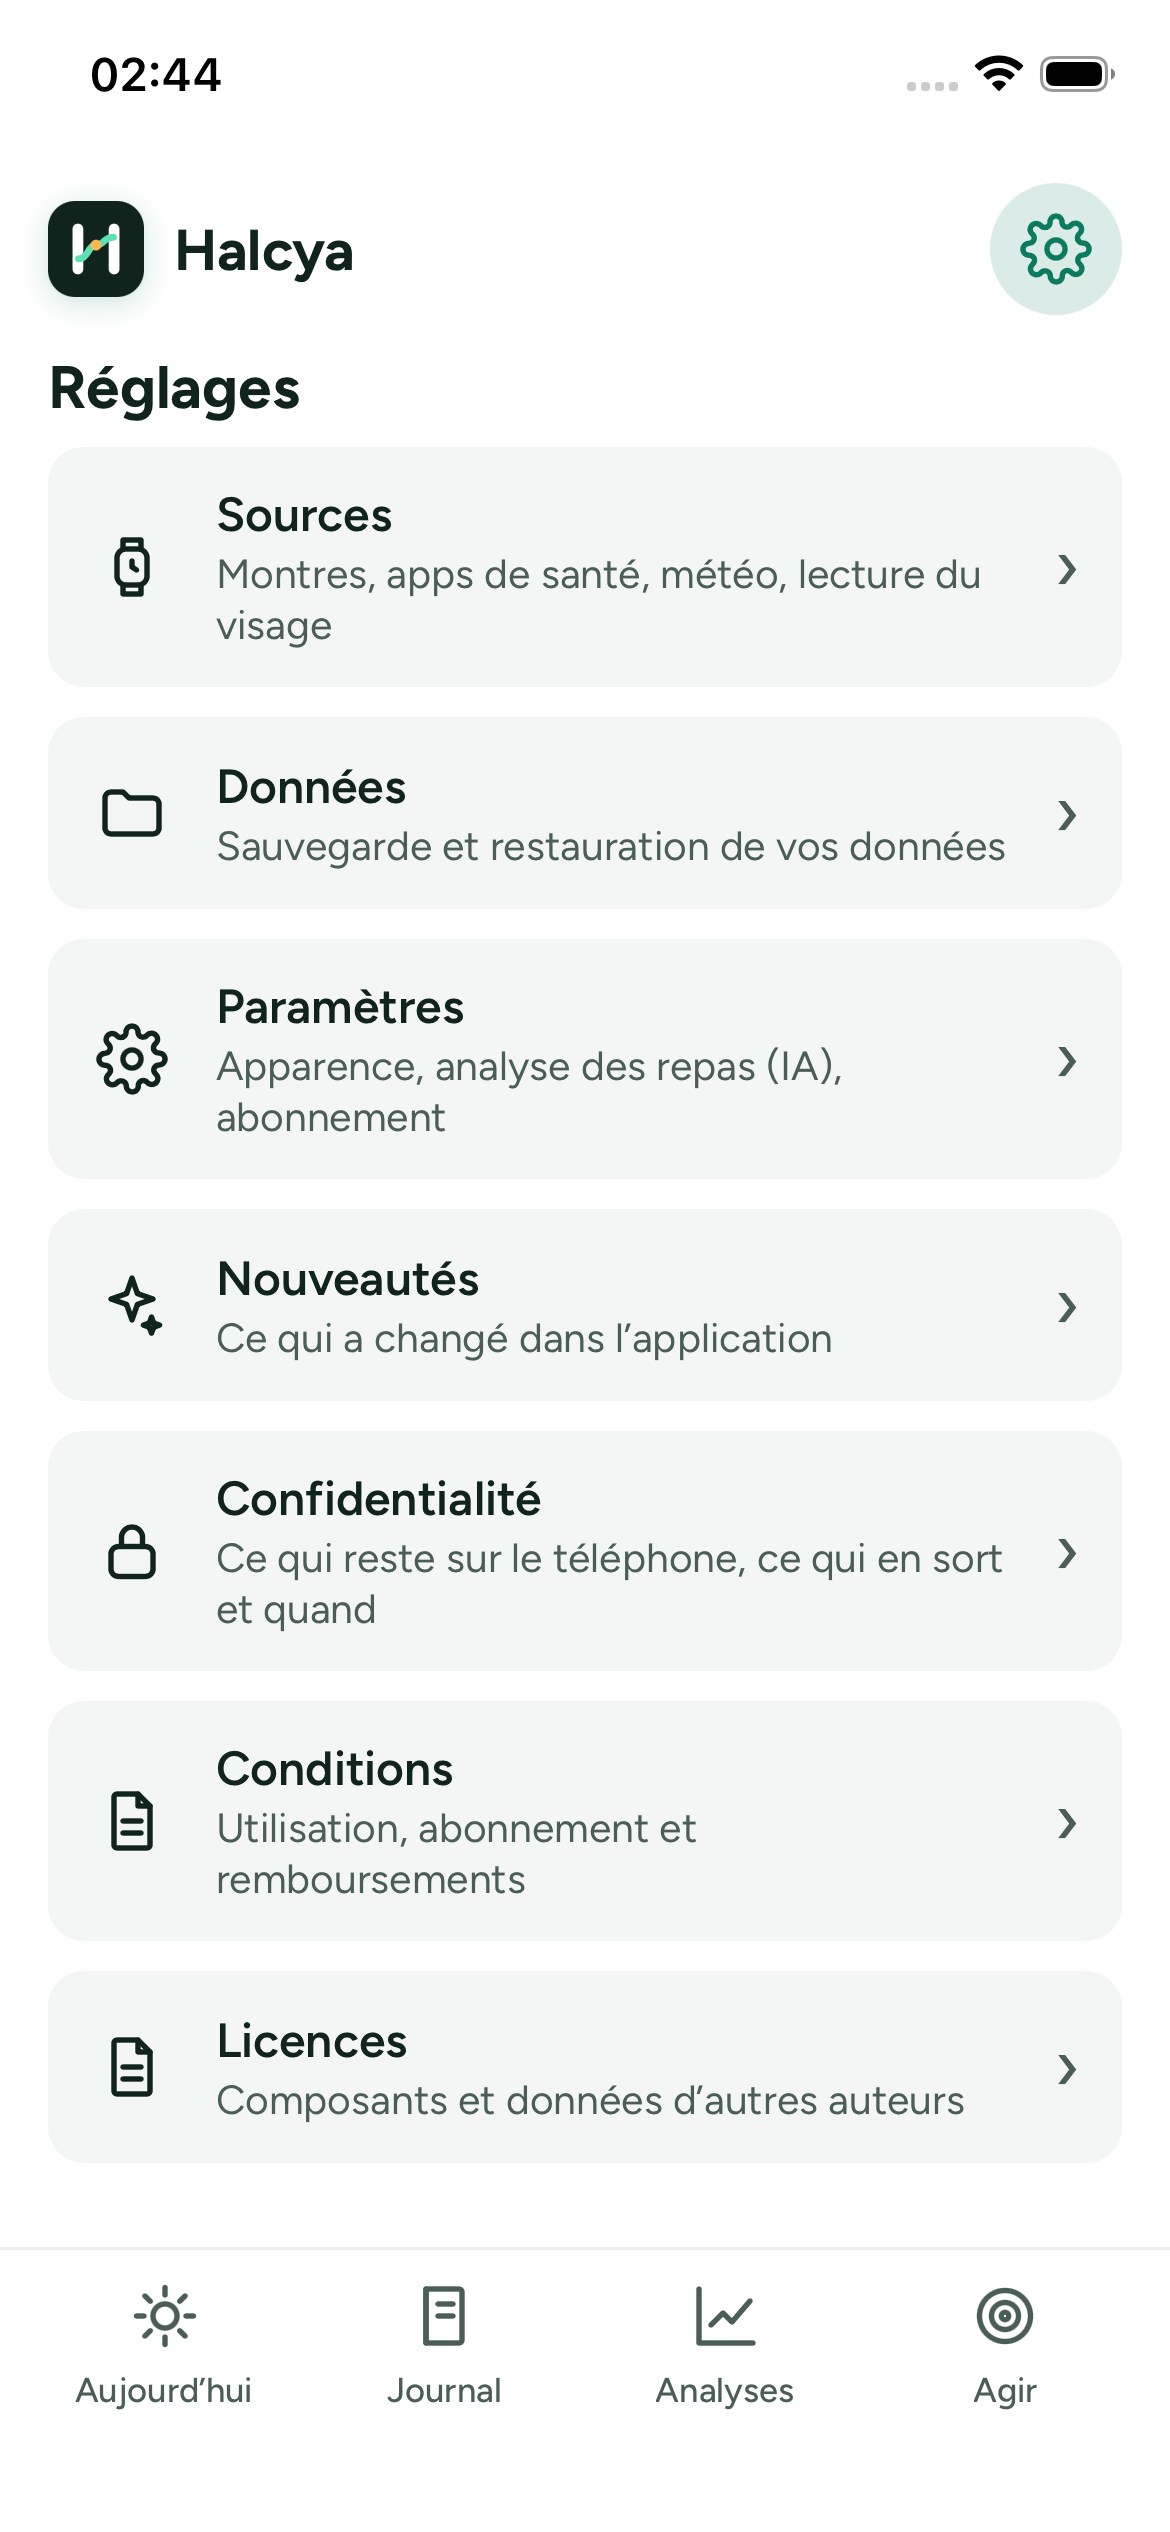 02:44
Halcya
Réglages
Sources
Montres, apps de santé, météo, lecture du
visage
Données
Sauvegarde et restauration de vos données
Paramètres
Apparence, analyse des repas (IA),
abonnement
Nouveautés
Ce qui a changé dans l’application
Confidentialité
Ce qui reste sur le téléphone, ce qui en sort
et quand
Conditions
Utilisation, abonnement et
remboursements
Licences
Composants et données d’autres auteurs
Aujourd’hui
Journal
Analyses
Agir